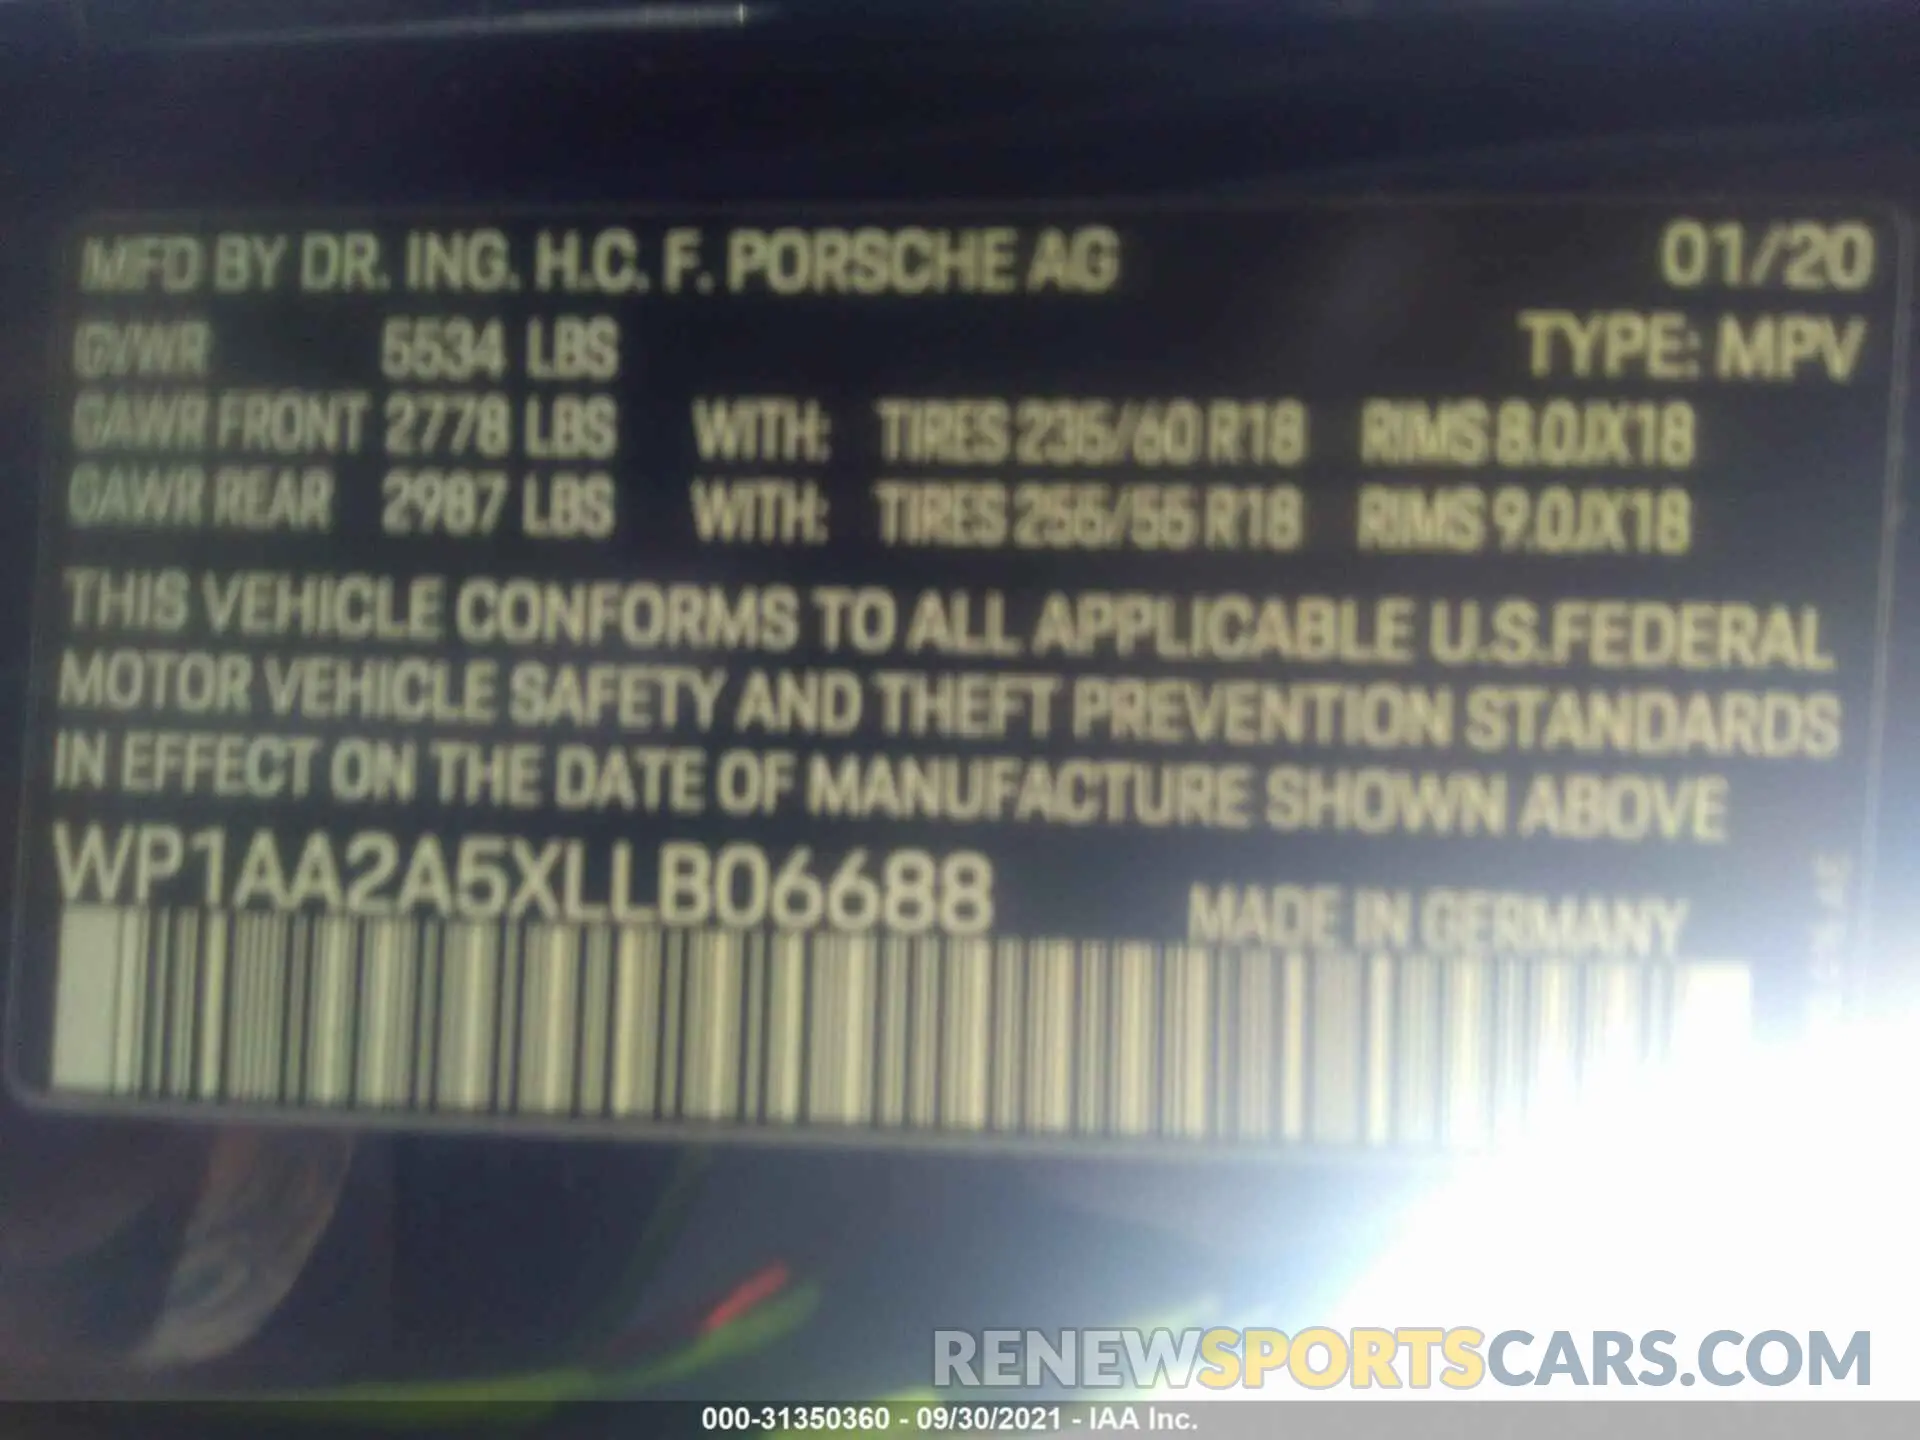 MFD BY DR. ING. H.C. F. PORSCHE AG 01/20
GVWR 5534 LBS TYPE: MPV
GAWR FRONT 2778 LBS WITH: TIRES 235/60 R18 RIMS 8.0JX18
GAWR REAR 2987 LBS WITH: TIRES 255/55 R18 RIMS 9.0JX18
THIS VEHICLE CONFORMS TO ALL APPLICABLE U.S.FEDERAL
MOTOR VEHICLE SAFETY AND THEFT PREVENTION STANDARDS
IN EFFECT ON THE DATE OF MANUFACTURE SHOWN ABOVE
WP1AA2A5XLLB06688
MADE IN GERMANY
RENEWSPORTSCARS.COM
000-31350360 - 09/30/2021 - IAA Inc.